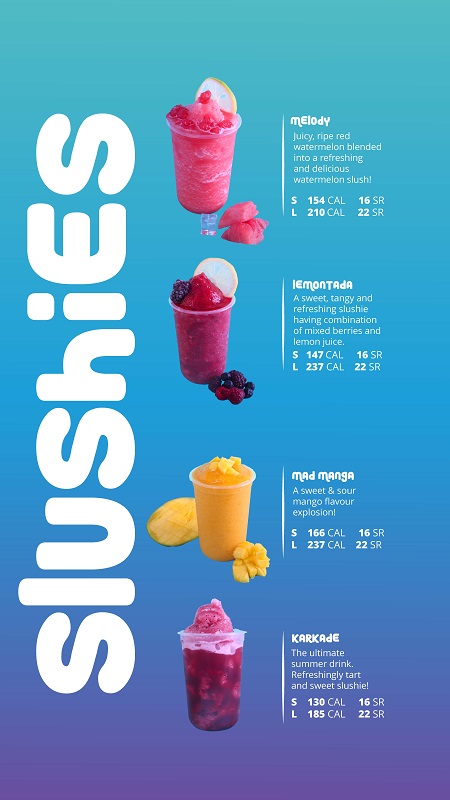 slushies
Melody
Juicy, ripe red
watermelon blended
into a refreshing
and delicious
watermelon slush!
S 154 CAL 16 SR
L 210 CAL 22 SR
lemontada
A sweet, tangy and
refreshing slushie
having combination
of mixed berries and
lemon juice.
S 147 CAL 16 SR
L 237 CAL 22 SR
mad manga
A sweet & sour
mango flavour
explosion!
S 166 CAL 16 SR
L 237 CAL 22 SR
KARKADE
The ultimate
summer drink.
Refreshingly tart
and sweet slushie!
S 130 CAL 16 SR
L 185 CAL 22 SR